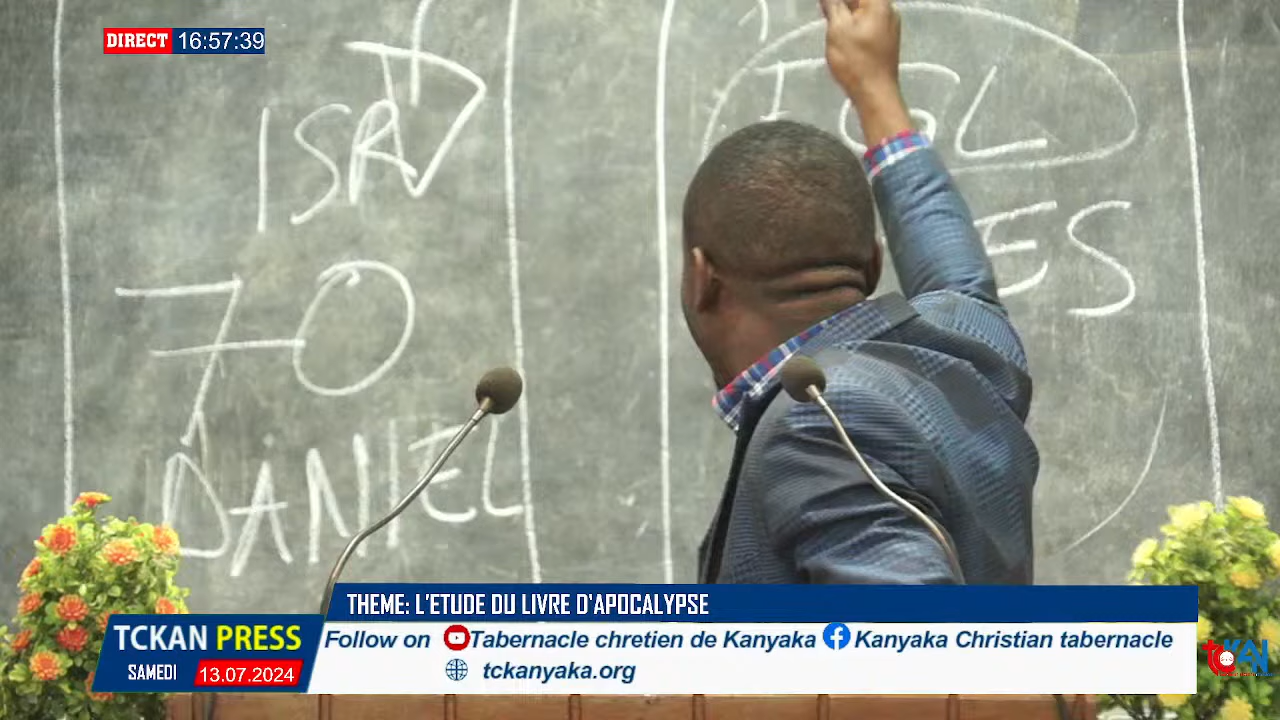 DIRECT 16:57:39
ISR
70
DANIEL
ES
THEME: L'ETUDE DU LIVRE D'APOCALYPSE
TCKAN PRESS
SAMEDI 13.07.2024
Follow on Tabernacle chretien de Kanyaka Kanyaka Christian tabernacle
tckanyaka.org